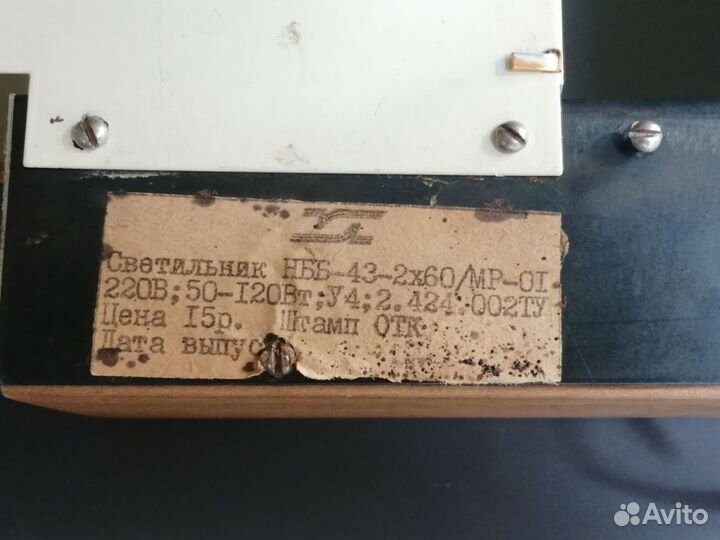 Светильник НББ-43-2х60/МР-01
220В;50-120Вт;У4;2.424.002ТУ
Цена 15р. Штамп ОТК
Дата выпус
Avito